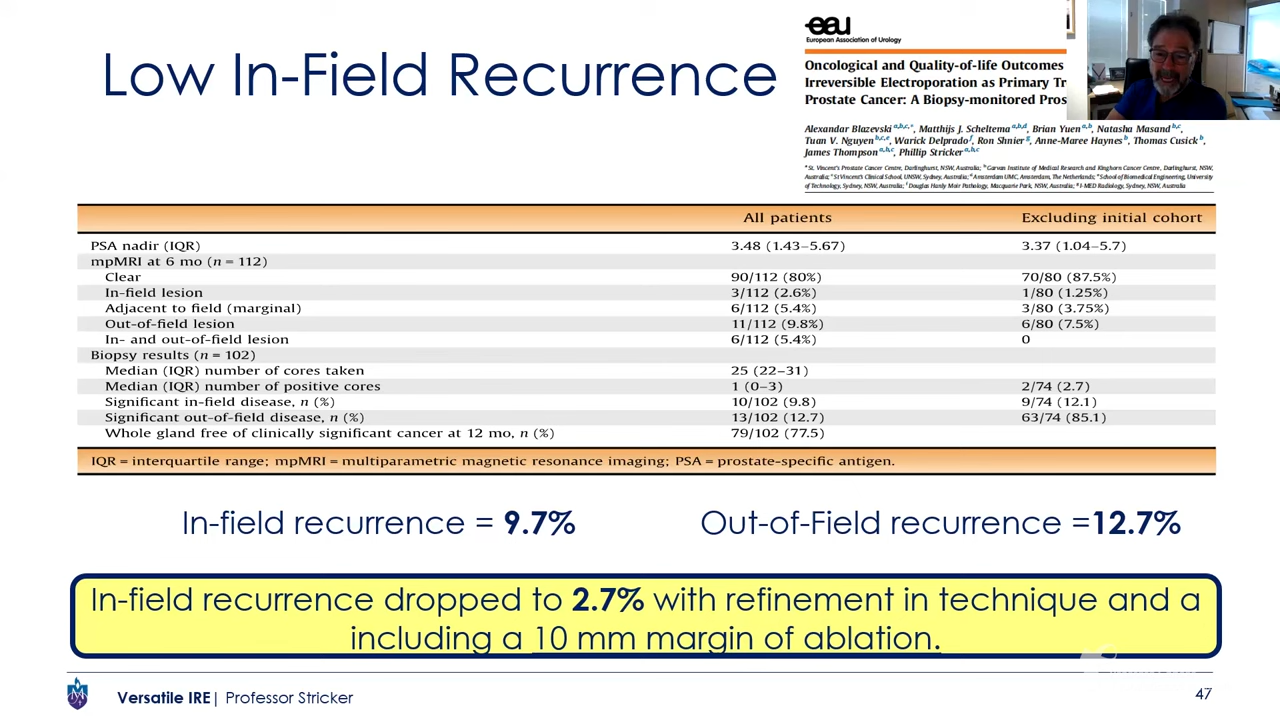 Low In-Field Recurrence
eau
European Association of Urology
Oncological and Quality-of-life Outcomes
Irreversible Electroporation as Primary Tr
Prostate Cancer: A Biopsy-monitored Pros
Alexandar Blazevski a,b,c,*, Matthijs J. Scheltema a,b,d, Brian Yuen a,b, Natasha Masand b,c,
Tuan V. Nguyen b,c,e, Warick Delprado f, Ron Shnier g, Anne-Maree Haynes b, Thomas Cusick b,
James Thompson a,b,c, Phillip Stricker a,b,c
a St. Vincent's Prostate Cancer Centre, Darlinghurst, NSW, Australia; b Garvan Institute of Medical Research and Kinghorn Cancer Centre, Darlinghurst, NSW,
Australia; c St Vincent's Clinical School, UNSW, Sydney, Australia; d Amsterdam UMC, Amsterdam, The Netherlands; e School of Biomedical Engineering, University
of Technology, Sydney, NSW, Australia; f Douglas Hanly Moir Pathology, Macquarie Park, NSW, Australia; g I-MED Radiology, Sydney, NSW, Australia
All patients Excluding initial cohort
PSA nadir (IQR) 3.48 (1.43–5.67) 3.37 (1.04–5.7)
mpMRI at 6 mo (n = 112)
Clear 90/112 (80%) 70/80 (87.5%)
In-field lesion 3/112 (2.6%) 1/80 (1.25%)
Adjacent to field (marginal) 6/112 (5.4%) 3/80 (3.75%)
Out-of-field lesion 11/112 (9.8%) 6/80 (7.5%)
In- and out-of-field lesion 6/112 (5.4%) 0
Biopsy results (n = 102)
Median (IQR) number of cores taken 25 (22–31)
Median (IQR) number of positive cores 1 (0–3) 2/74 (2.7)
Significant in-field disease, n (%) 10/102 (9.8) 9/74 (12.1)
Significant out-of-field disease, n (%) 13/102 (12.7) 63/74 (85.1)
Whole gland free of clinically significant cancer at 12 mo, n (%) 79/102 (77.5)
IQR = interquartile range; mpMRI = multiparametric magnetic resonance imaging; PSA = prostate-specific antigen.
In-field recurrence = 9.7% Out-of-Field recurrence =12.7%
In-field recurrence dropped to 2.7% with refinement in technique and a
including a 10 mm margin of ablation.
Versatile IRE| Professor Stricker
47